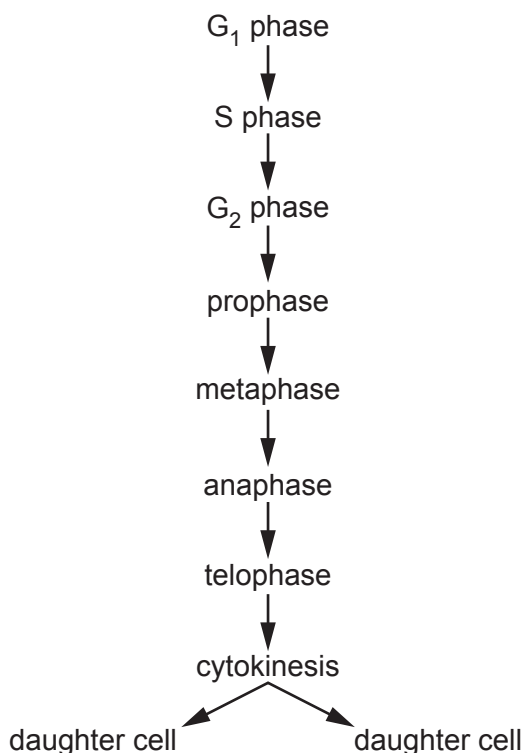 G1 phase
S phase
G2 phase
prophase
metaphase
anaphase
telophase
cytokinesis
daughter cell daughter cell